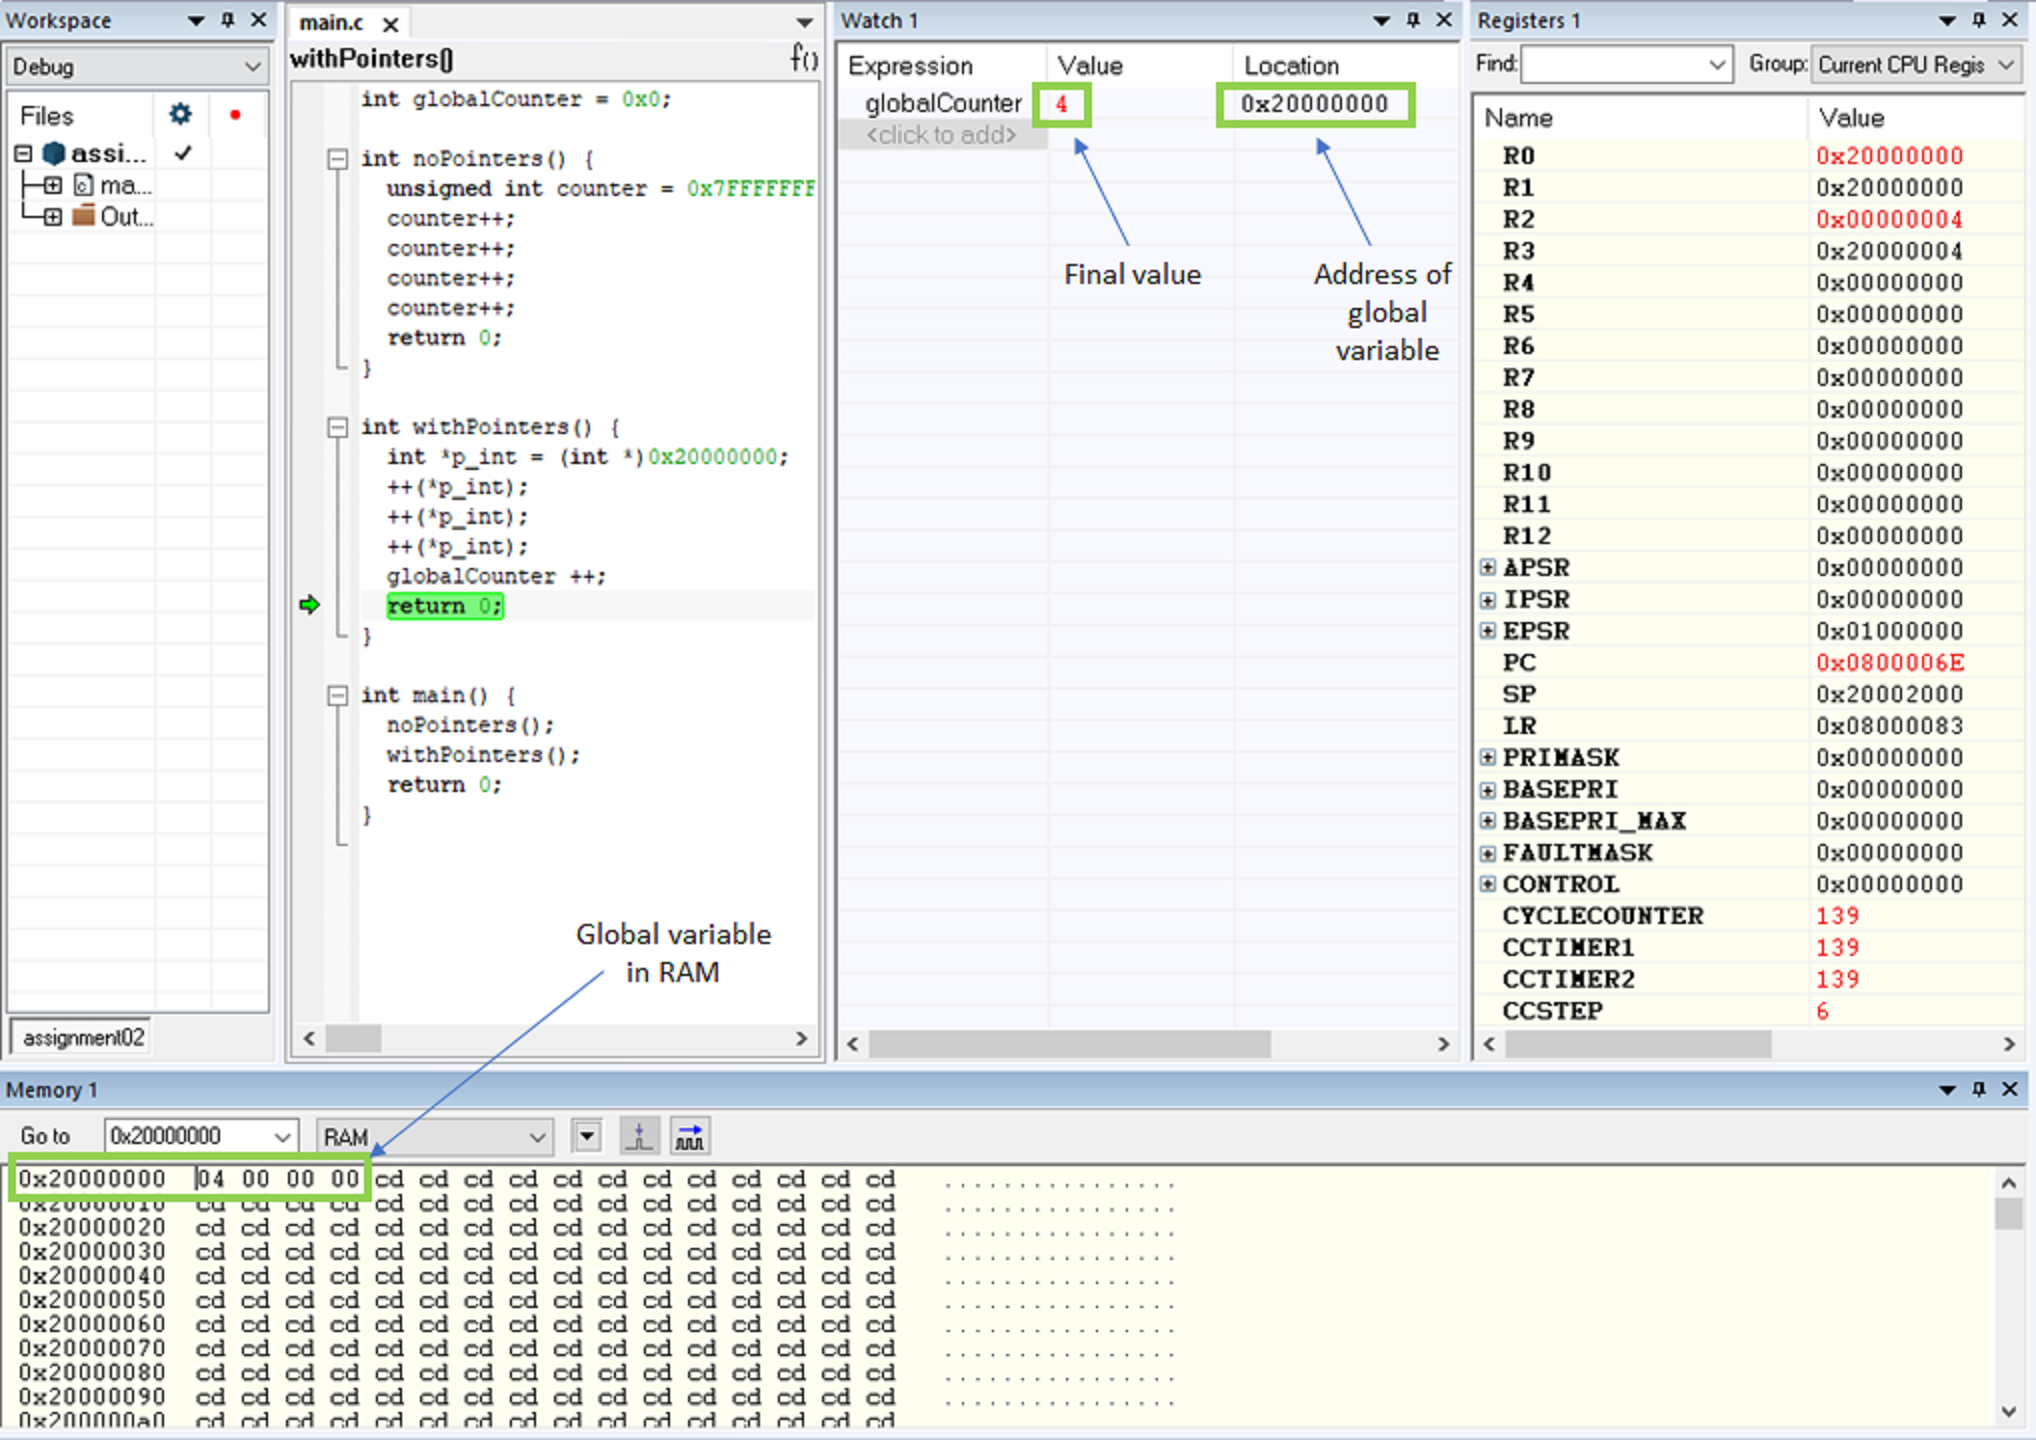 Workspace
Debug
Files
assi...
ma...
Out...
assignment02
main.c
withPointers()
f()
int globalCounter = 0x0;
int noPointers() {
unsigned int counter = 0x7FFFFFFF
counter++;
counter++;
counter++;
counter++;
return 0;
}
int withPointers() {
int *p_int = (int *)0x20000000;
++(*p_int);
++(*p_int);
++(*p_int);
globalCounter ++;
return 0;
}
int main() {
noPointers();
withPointers();
return 0;
}
Global variable
in RAM
Watch 1
Expression Value Location
globalCounter 4 0x20000000
<click to add>
Final value
Address of
global
variable
Registers 1
Find: Group: Current CPU Regis
Name Value
R0 0x20000000
R1 0x20000000
R2 0x00000004
R3 0x20000004
R4 0x00000000
R5 0x00000000
R6 0x00000000
R7 0x00000000
R8 0x00000000
R9 0x00000000
R10 0x00000000
R11 0x00000000
R12 0x00000000
APSR 0x00000000
IPSR 0x00000000
EPSR 0x01000000
PC 0x0800006E
SP 0x20002000
LR 0x08000083
PRIMASK 0x00000000
BASEPRI 0x00000000
BASEPRI_MAX 0x00000000
FAULTMASK 0x00000000
CONTROL 0x00000000
CYCLECOUNTER 139
CCTIMER1 139
CCTIMER2 139
CCSTEP 6
Memory 1
Go to 0x20000000 RAM
0x20000000 04 00 00 00 cd cd cd cd cd cd cd cd cd cd cd cd ................
0x20000010 cd cd cd cd cd cd cd cd cd cd cd cd cd cd cd cd ................
0x20000020 cd cd cd cd cd cd cd cd cd cd cd cd cd cd cd cd ................
0x20000030 cd cd cd cd cd cd cd cd cd cd cd cd cd cd cd cd ................
0x20000040 cd cd cd cd cd cd cd cd cd cd cd cd cd cd cd cd ................
0x20000050 cd cd cd cd cd cd cd cd cd cd cd cd cd cd cd cd ................
0x20000060 cd cd cd cd cd cd cd cd cd cd cd cd cd cd cd cd ................
0x20000070 cd cd cd cd cd cd cd cd cd cd cd cd cd cd cd cd ................
0x20000080 cd cd cd cd cd cd cd cd cd cd cd cd cd cd cd cd ................
0x20000090 cd cd cd cd cd cd cd cd cd cd cd cd cd cd cd cd ................
0x200000a0 cd cd cd cd cd cd cd cd cd cd cd cd cd cd cd cd